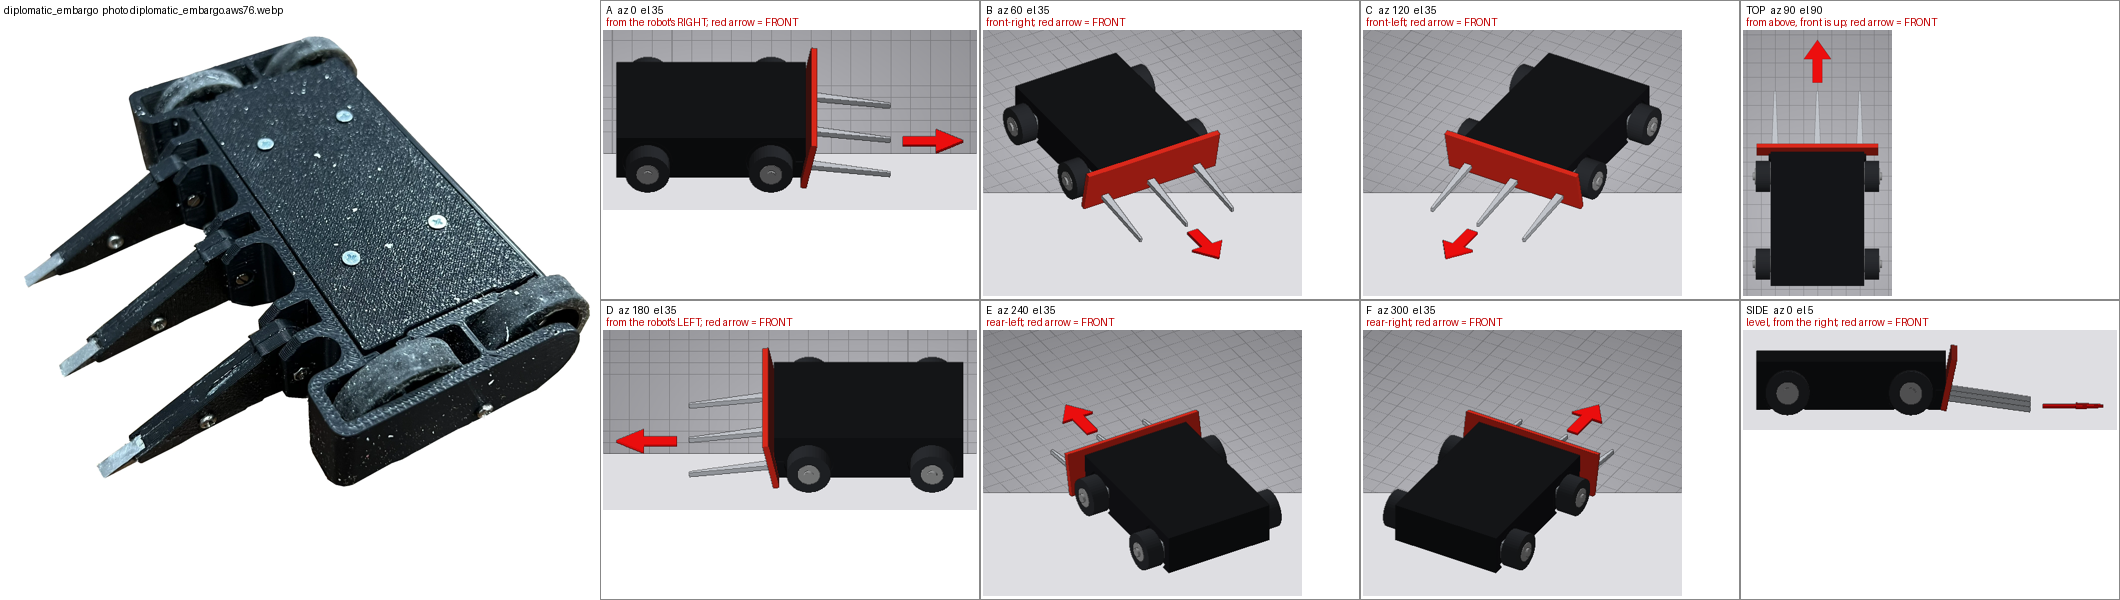 diplomatic_embargo photo diplomatic_embargo.aws76.webp
A az 0 el 35
from the robot's RIGHT; red arrow = FRONT
B az 60 el 35
front-right; red arrow = FRONT
C az 120 el 35
front-left; red arrow = FRONT
TOP az 90 el 90
from above, front is up; red arrow = FRONT
D az 180 el 35
from the robot's LEFT; red arrow = FRONT
E az 240 el 35
rear-left; red arrow = FRONT
F az 300 el 35
rear-right; red arrow = FRONT
SIDE az 0 el 5
level, from the right; red arrow = FRONT